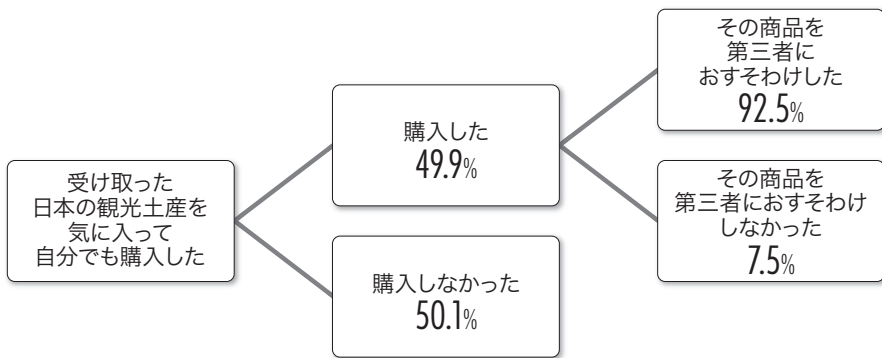 受け取った
日本の観光土産を
気に入って
自分でも購入した
購入した
49.9%
購入しなかった
50.1%
その商品を
第三者に
おすそわけした
92.5%
その商品を
第三者におすそわけ
しなかった
7.5%